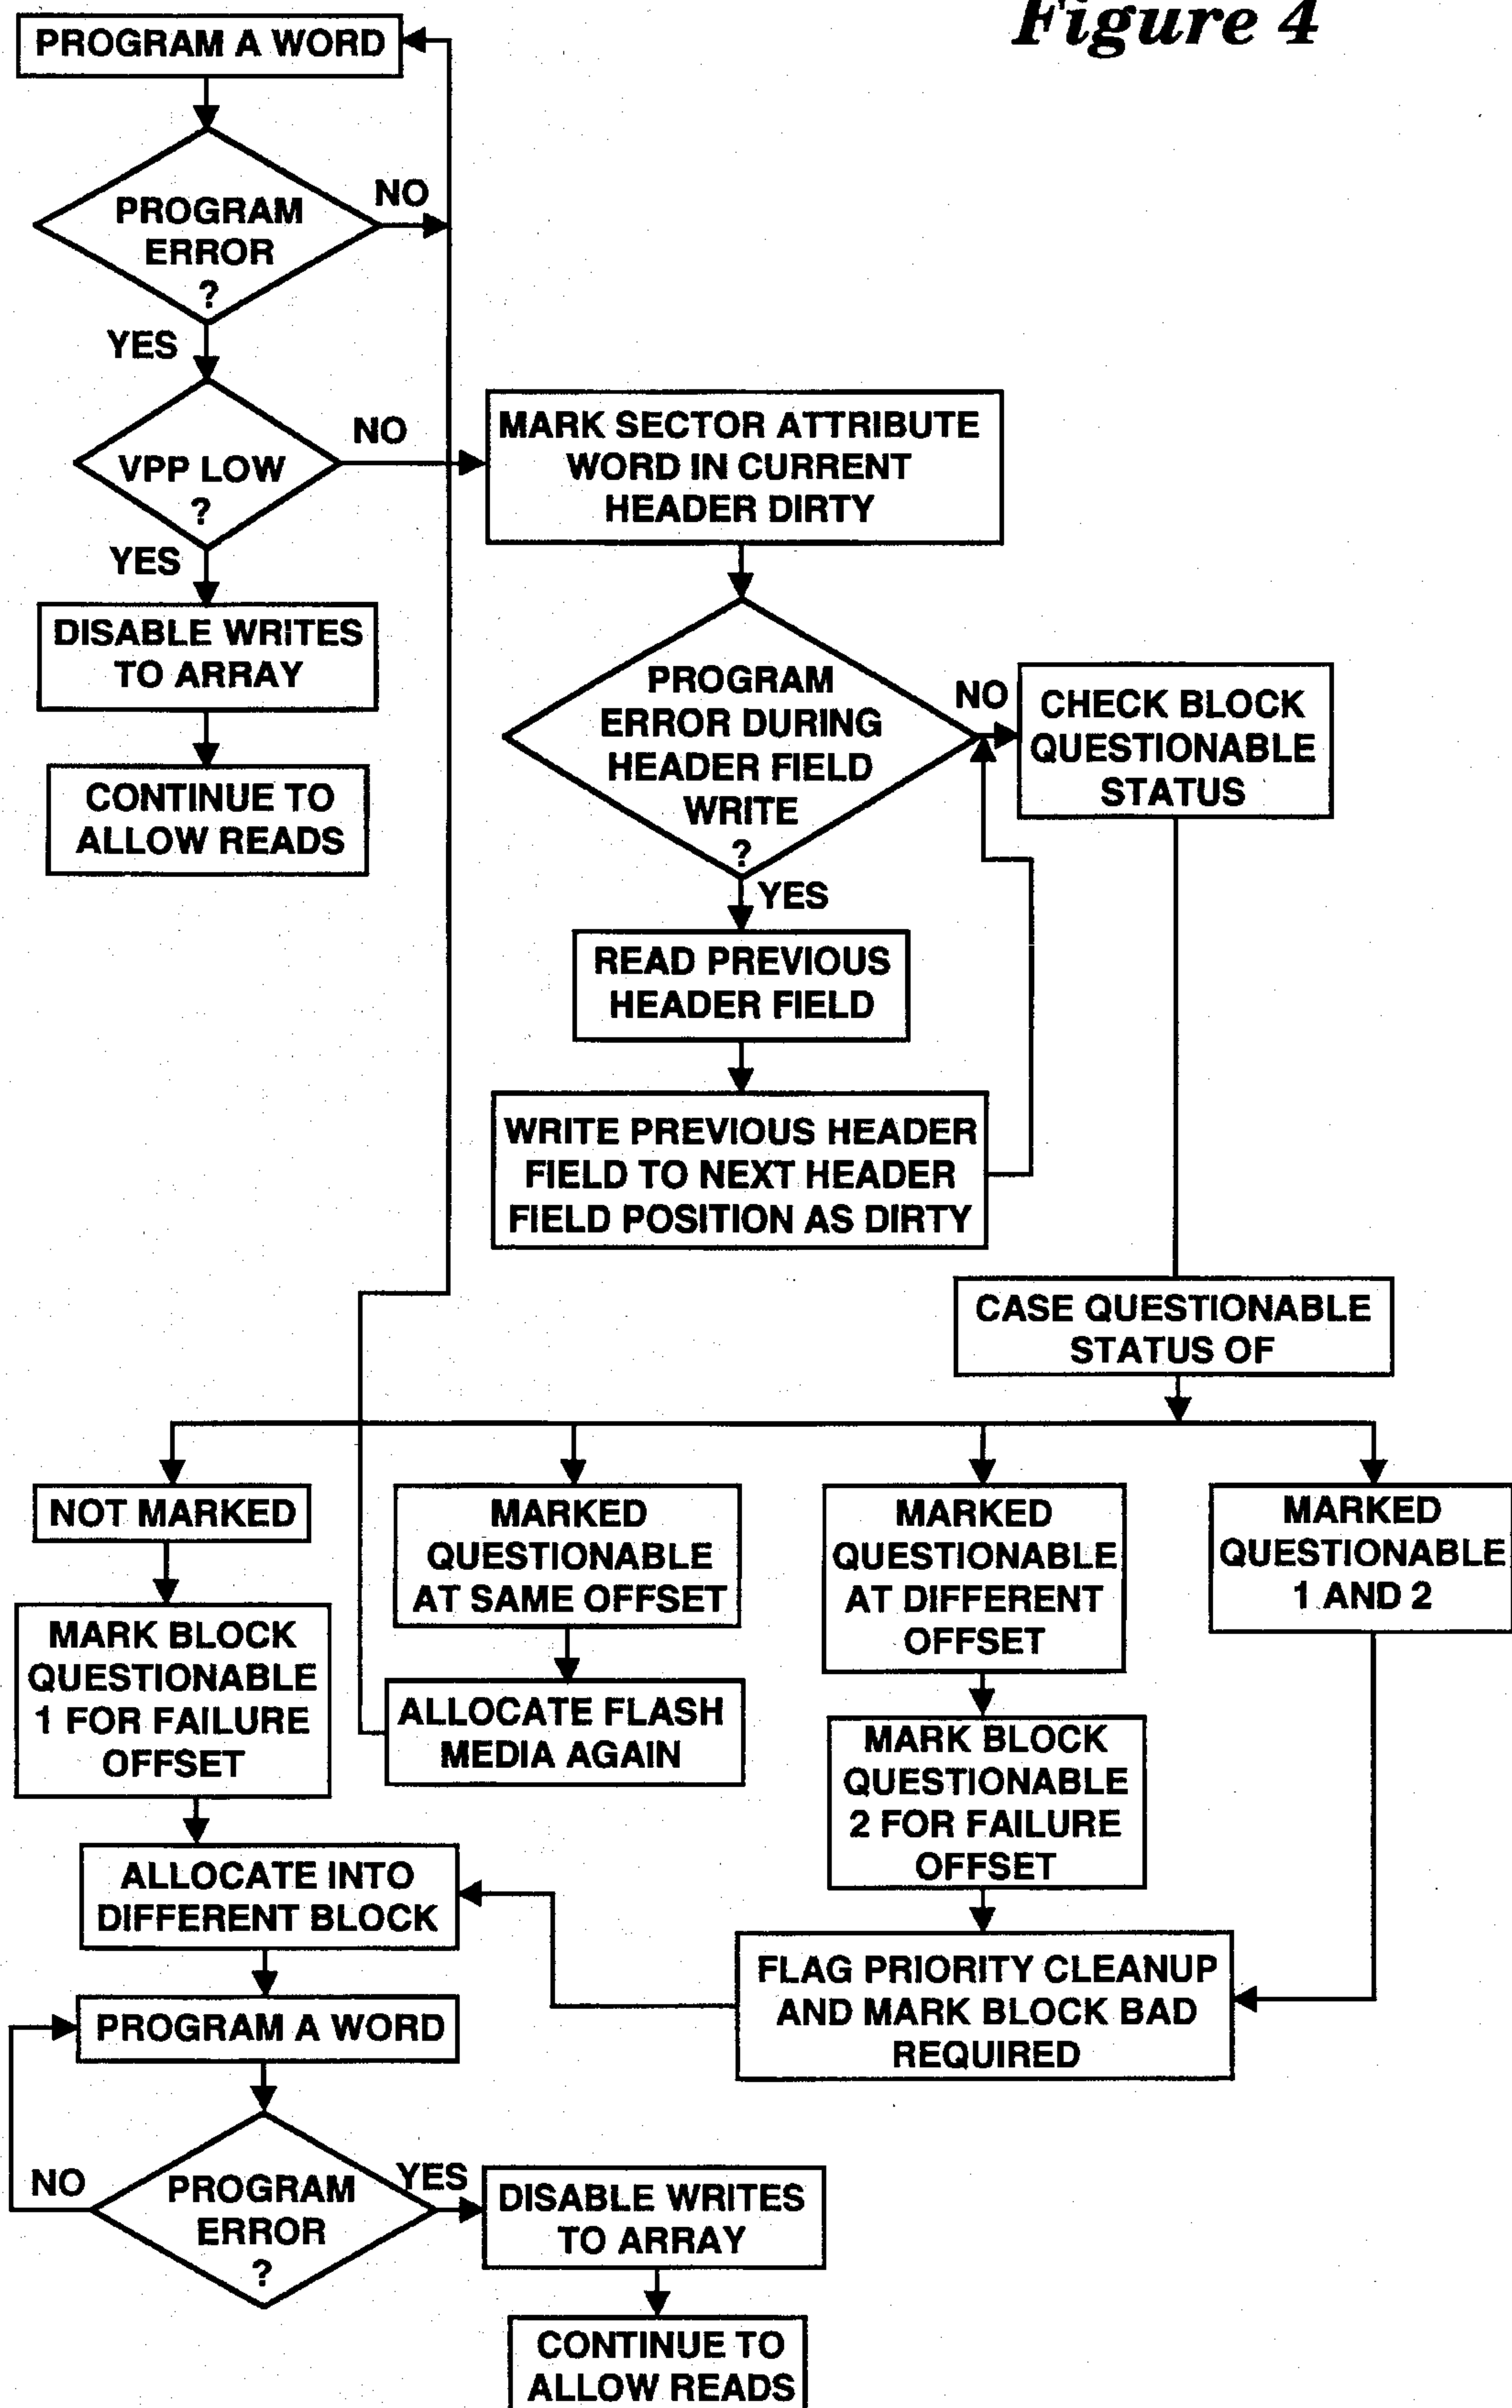 Figure 4
PROGRAM A WORD
PROGRAM
ERROR
?
NO
YES
VPP LOW
?
NO
YES
DISABLE WRITES
TO ARRAY
CONTINUE TO
ALLOW READS
MARK SECTOR ATTRIBUTE
WORD IN CURRENT
HEADER DIRTY
PROGRAM
ERROR DURING
HEADER FIELD
WRITE
?
NO
YES
CHECK BLOCK
QUESTIONABLE
STATUS
READ PREVIOUS
HEADER FIELD
WRITE PREVIOUS HEADER
FIELD TO NEXT HEADER
FIELD POSITION AS DIRTY
CASE QUESTIONABLE
STATUS OF
NOT MARKED
MARK BLOCK
QUESTIONABLE
1 FOR FAILURE
OFFSET
MARKED
QUESTIONABLE
AT SAME OFFSET
ALLOCATE FLASH
MEDIA AGAIN
MARKED
QUESTIONABLE
AT DIFFERENT
OFFSET
MARK BLOCK
QUESTIONABLE
2 FOR FAILURE
OFFSET
MARKED
QUESTIONABLE
1 AND 2
FLAG PRIORITY CLEANUP
AND MARK BLOCK BAD
REQUIRED
ALLOCATE INTO
DIFFERENT BLOCK
PROGRAM A WORD
PROGRAM
ERROR
?
NO
YES
DISABLE WRITES
TO ARRAY
CONTINUE TO
ALLOW READS